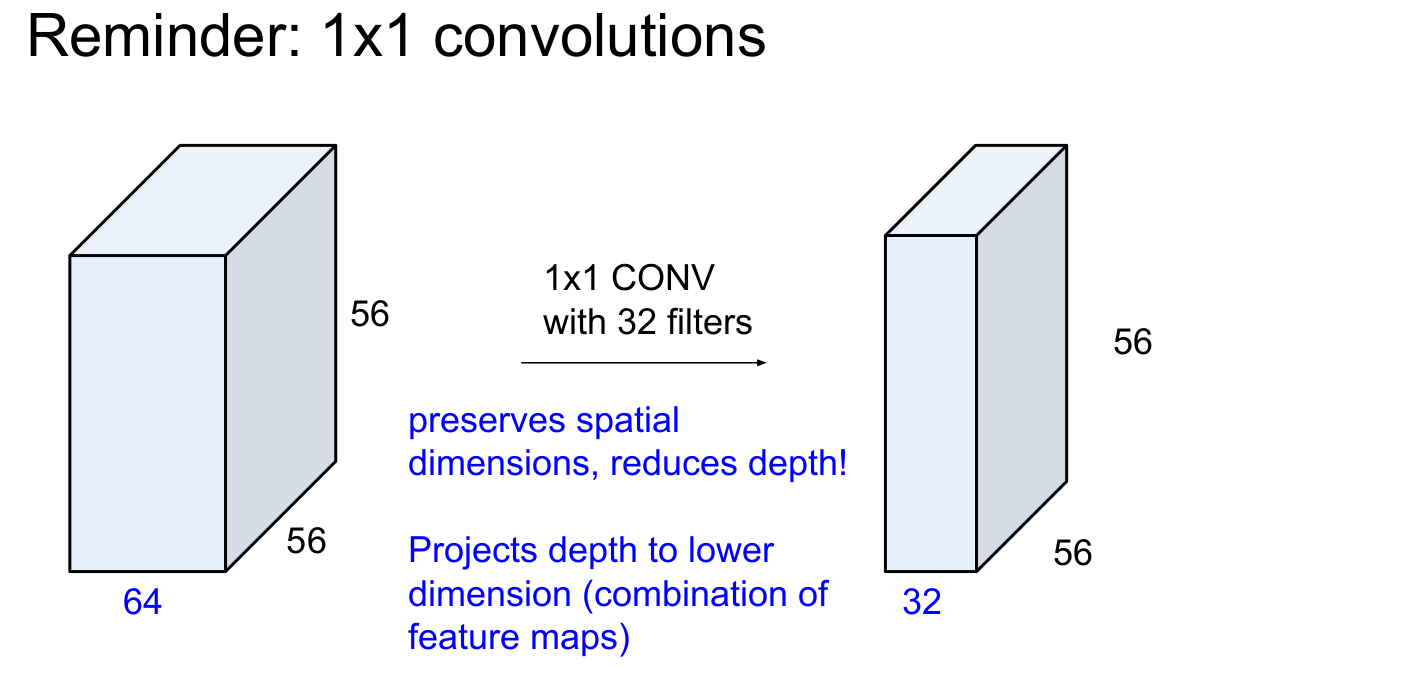 Reminder: 1x1 convolutions
56
56
64
1x1 CONV
with 32 filters
preserves spatial
dimensions, reduces depth!
Projects depth to lower
dimension (combination of
feature maps)
56
56
32